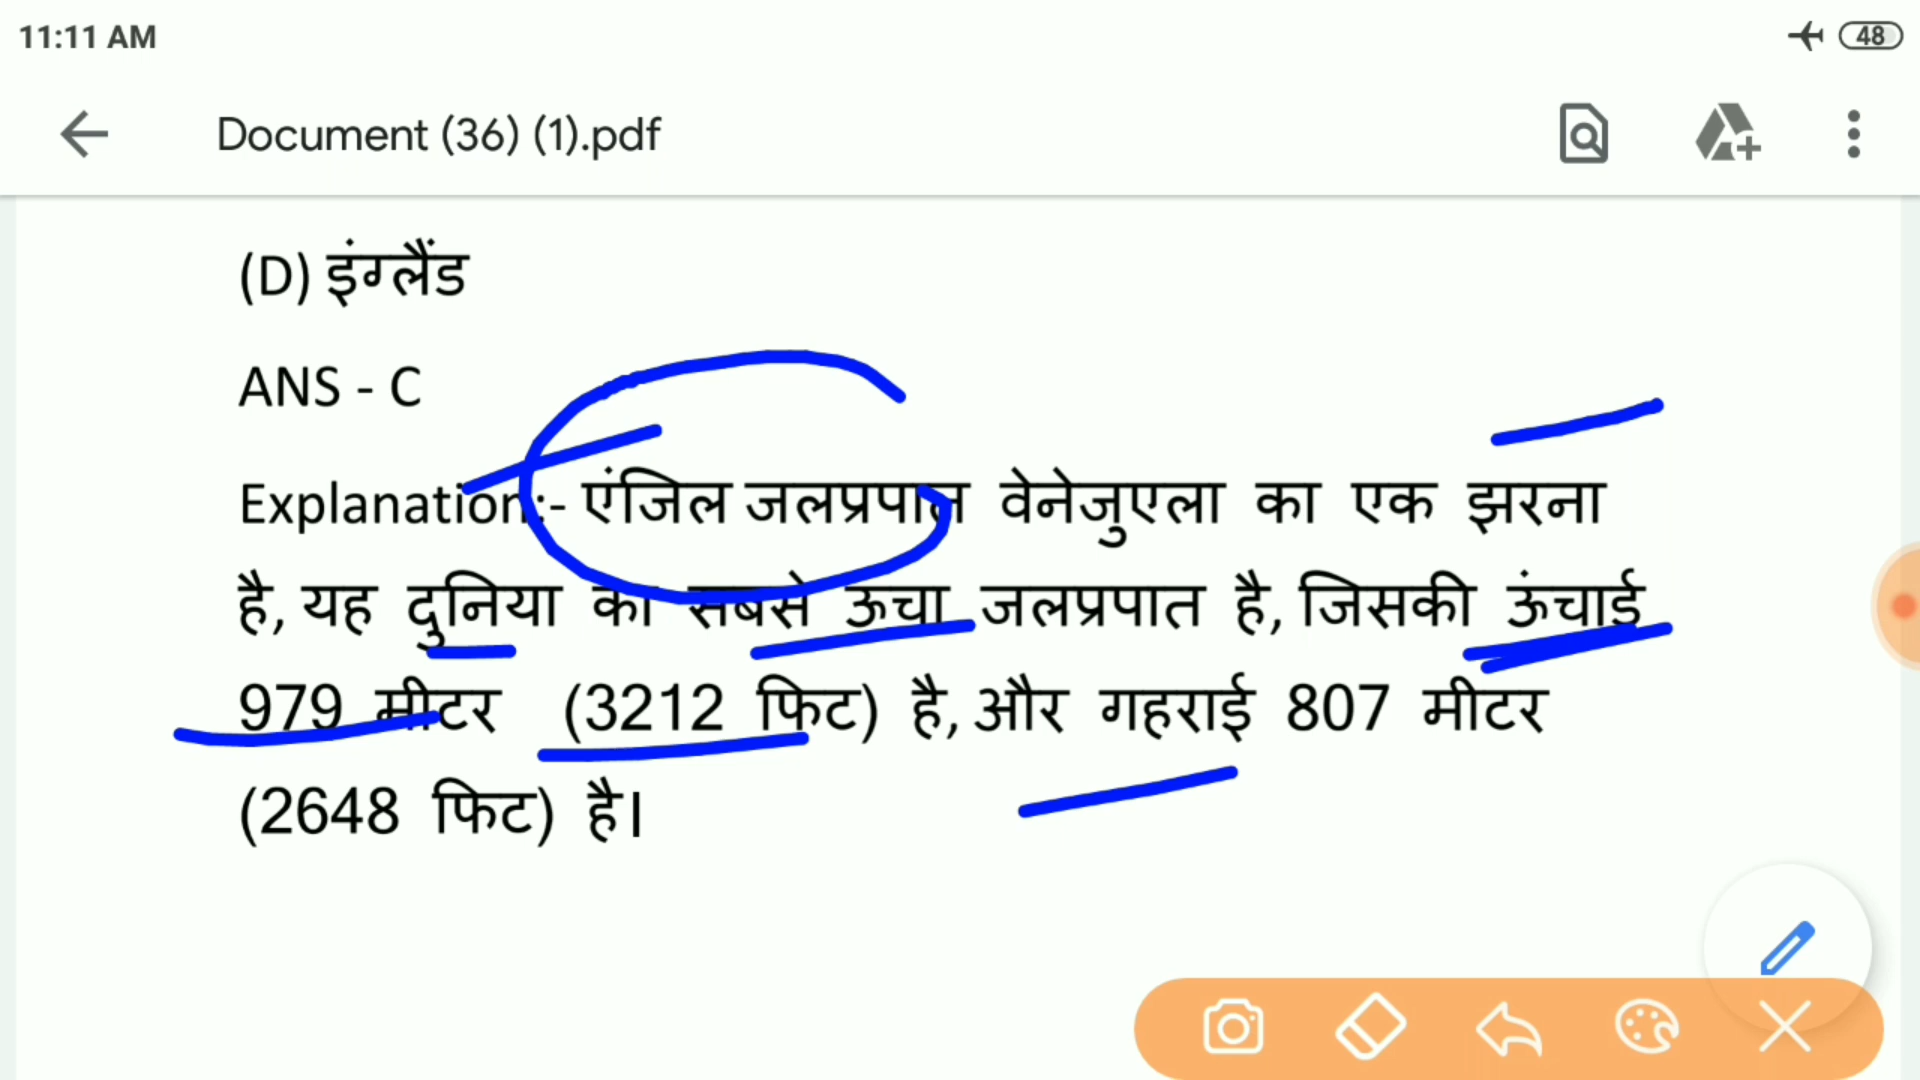 11:11 AM
48
Document (36) (1).pdf
(D) इंग्लैंड
ANS - C
Explanation:- एंजिल जलप्रपात वेनेजुएला का एक झरना
है, यह दुनिया का सबसे ऊंचा जलप्रपात है, जिसकी ऊंचाई
979 मीटर (3212 फिट) है, और गहराई 807 मीटर
(2648 फिट) है।